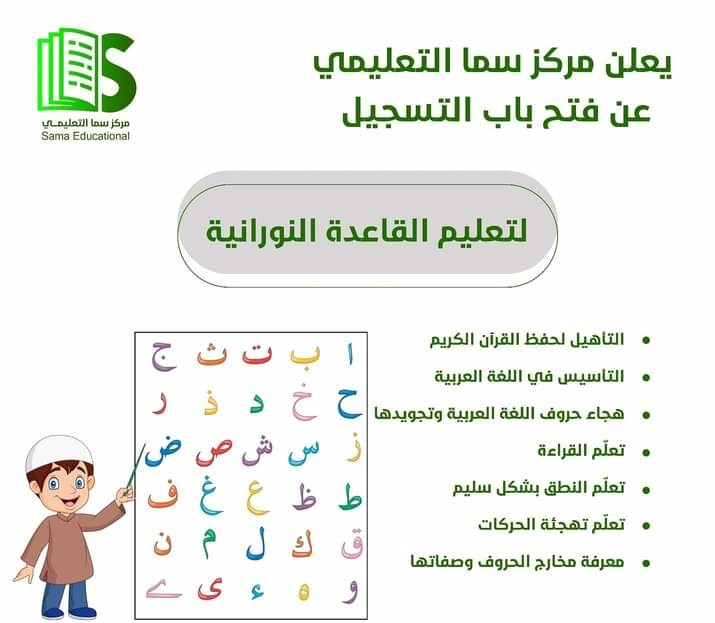 مركز سما التعليمي
Sama Educational
يعلن مركز سما التعليمي
عن فتح باب التسجيل
لتعليم القاعدة النورانية
التأهيل لحفظ القرآن الكريم
التأسيس في اللغة العربية
هجاء حروف اللغة العربية وتجويدها
تعلّم القراءة
تعلّم النطق بشكل سليم
تعلّم تهجئة الحركات
معرفة مخارج الحروف وصفاتها
ا ب ت ث ج
ح خ د ذ ر
ز س ش ص ض
ط ظ ع غ ف
ق ك ل م ن
و ه ء ى ے